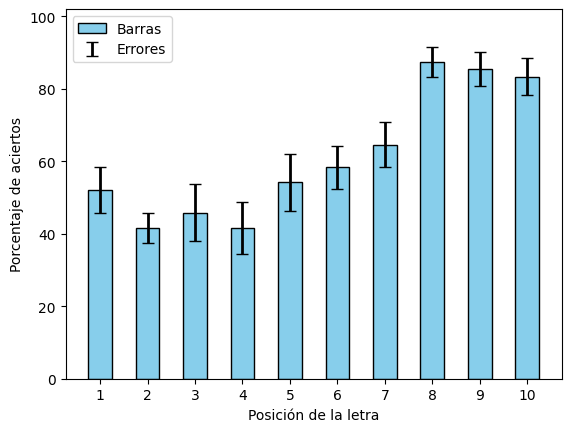 Barras
Errores
Porcentaje de aciertos
100
80
60
40
20
0
1 2 3 4 5 6 7 8 9 10
Posición de la letra